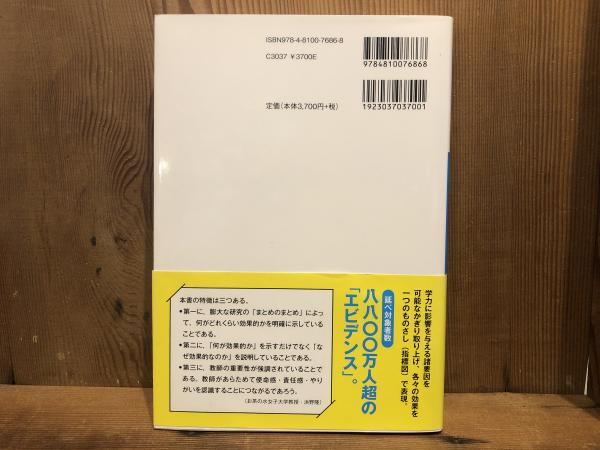 ISBN978-4-8100-7686-8
C3037 ¥3700E
定価(本体3,700円+税)
9784810076868
1923037037001
学力に影響を与える諸要因を
可能なかぎり取り上げ、各々の効果を
一つのものさし(指標図)で表現。
延べ対象者数
八八〇〇万人超の
「エビデンス」。
本書の特徴は三つある。
●第一に、膨大な研究の「まとめのまとめ」によっ
て、何がどれくらい効果的かを明確に示している
ことである。
●第二に、「何が効果的か」を示すだけでなく「な
ぜ効果的なのか」を説明していることである。
●第三に、教師の重要性が強調されていることで
ある。教師があらためて使命感・責任感・やり
がいを認識することにつながるであろう。
(お茶の水女子大学教授・浜野隆)